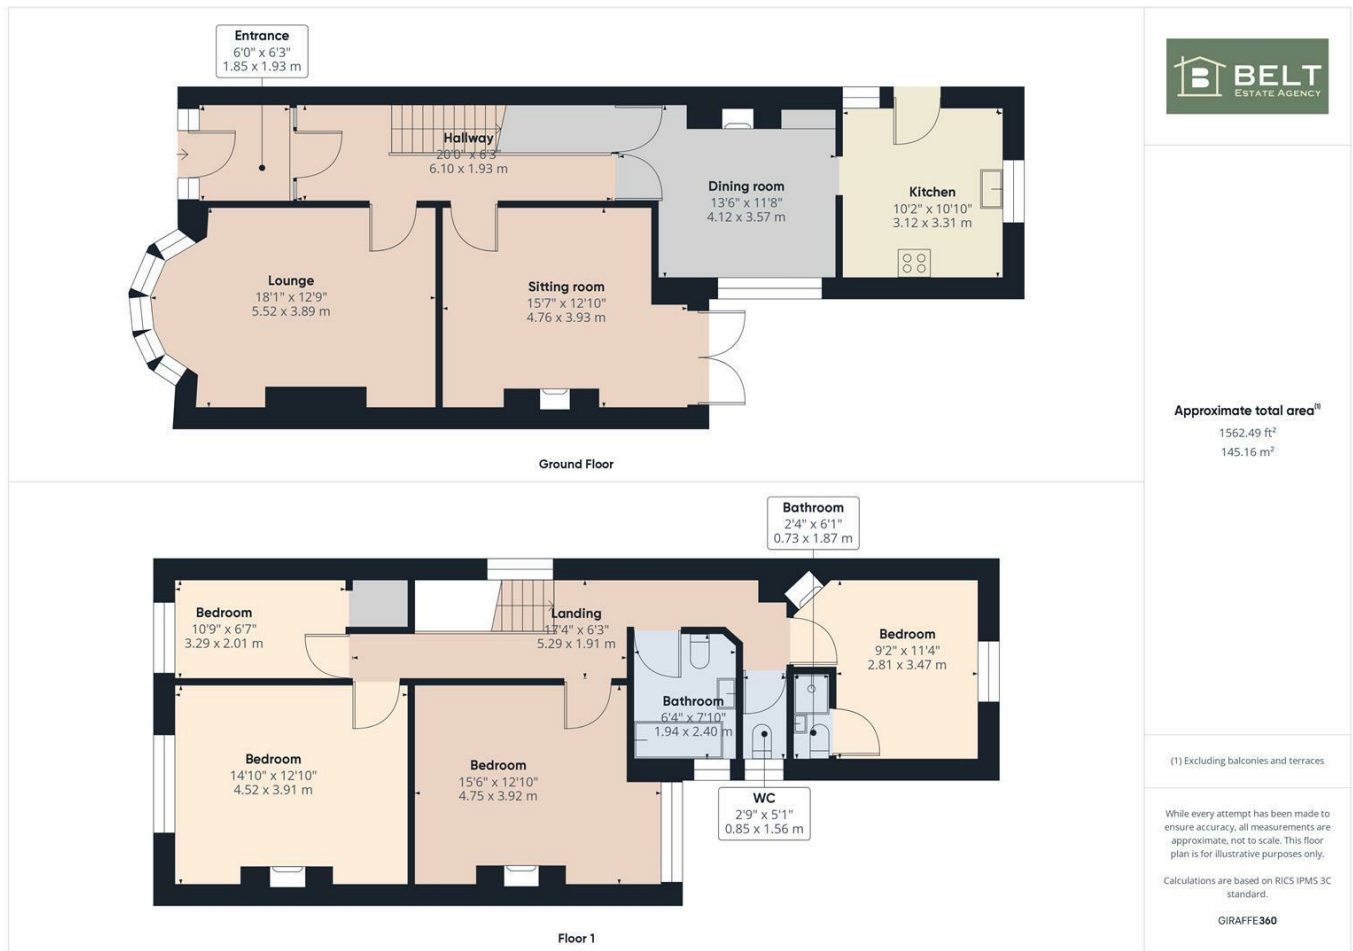 Entrance
6'0" x 6'3"
1.85 x 1.93 m
Hallway
20'0" x 6'3"
6.10 x 1.93 m
Dining room
13'6" x 11'8"
4.12 x 3.57 m
Kitchen
10'2" x 10'10"
3.12 x 3.31 m
Lounge
18'1" x 12'9"
5.52 x 3.89 m
Sitting room
15'7" x 12'10"
4.76 x 3.93 m
Ground Floor
Bathroom
2'4" x 6'1"
0.73 x 1.87 m
Bedroom
10'9" x 6'7"
3.29 x 2.01 m
Landing
17'4" x 6'3"
5.29 x 1.91 m
Bedroom
9'2" x 11'4"
2.81 x 3.47 m
Bathroom
6'4" x 7'10"
1.94 x 2.40 m
Bedroom
14'10" x 12'10"
4.52 x 3.91 m
Bedroom
15'6" x 12'10"
4.75 x 3.92 m
WC
2'9" x 5'1"
0.85 x 1.56 m
Floor 1
B BELT
ESTATE AGENCY
Approximate total area(1)
1562.49 ft²
145.16 m²
(1) Excluding balconies and terraces
While every attempt has been made to
ensure accuracy, all measurements are
approximate, not to scale. This floor
plan is for illustrative purposes only.
Calculations are based on RICS IPMS 3C
standard.
GIRAFFE360